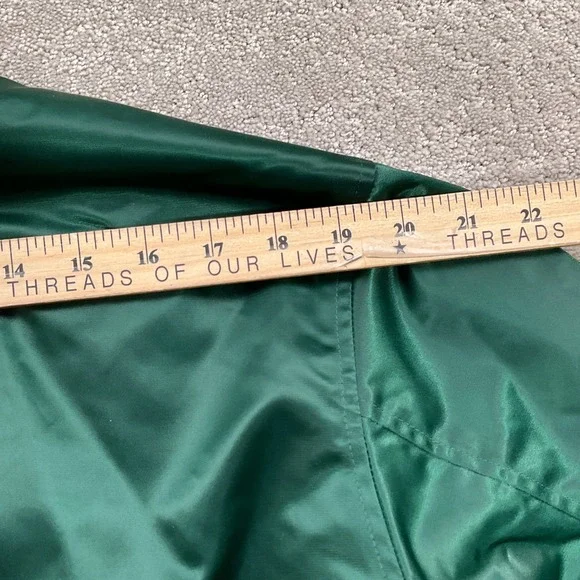 14 15 16 17 18 19 20 21 22
THREADS OF OUR LIVES ★ THREADS